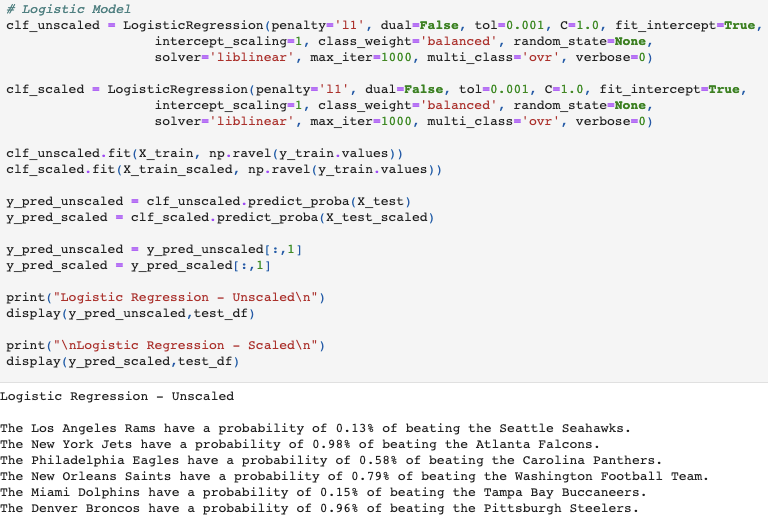 # Logistic Model
clf_unscaled = LogisticRegression(penalty='l1', dual=False, tol=0.001, C=1.0, fit_intercept=True,
intercept_scaling=1, class_weight='balanced', random_state=None,
solver='liblinear', max_iter=1000, multi_class='ovr', verbose=0)
clf_scaled = LogisticRegression(penalty='l1', dual=False, tol=0.001, C=1.0, fit_intercept=True,
intercept_scaling=1, class_weight='balanced', random_state=None,
solver='liblinear', max_iter=1000, multi_class='ovr', verbose=0)
clf_unscaled.fit(X_train, np.ravel(y_train.values))
clf_scaled.fit(X_train_scaled, np.ravel(y_train.values))
y_pred_unscaled = clf_unscaled.predict_proba(X_test)
y_pred_scaled = clf_scaled.predict_proba(X_test_scaled)
y_pred_unscaled = y_pred_unscaled[:,1]
y_pred_scaled = y_pred_scaled[:,1]
print("Logistic Regression - Unscaled\n")
display(y_pred_unscaled,test_df)
print("\nLogistic Regression - Scaled\n")
display(y_pred_scaled,test_df)
Logistic Regression - Unscaled
The Los Angeles Rams have a probability of 0.13% of beating the Seattle Seahawks.
The New York Jets have a probability of 0.98% of beating the Atlanta Falcons.
The Philadelphia Eagles have a probability of 0.58% of beating the Carolina Panthers.
The New Orleans Saints have a probability of 0.79% of beating the Washington Football Team.
The Miami Dolphins have a probability of 0.15% of beating the Tampa Bay Buccaneers.
The Denver Broncos have a probability of 0.96% of beating the Pittsburgh Steelers.